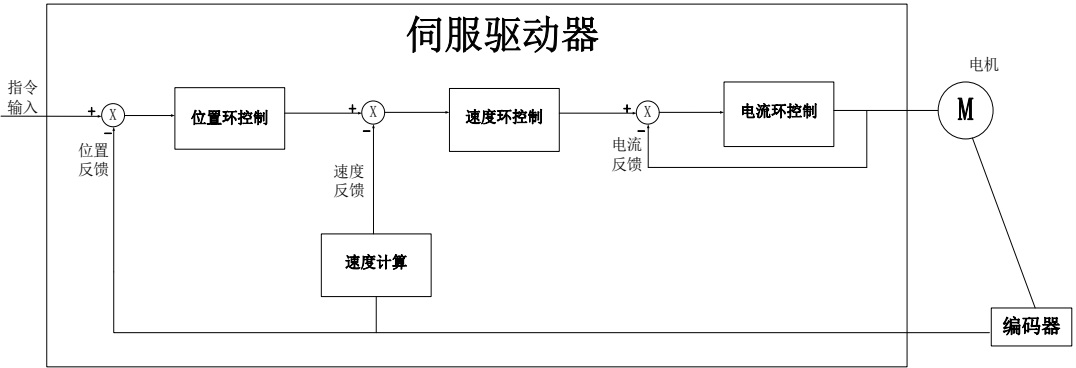 伺服驱动器
电机
指令
输入
+
X
-
位置环控制
+
X
-
速度环控制
+
X
-
电流环控制
M
位置
反馈
速度
反馈
电流
反馈
速度计算
编码器